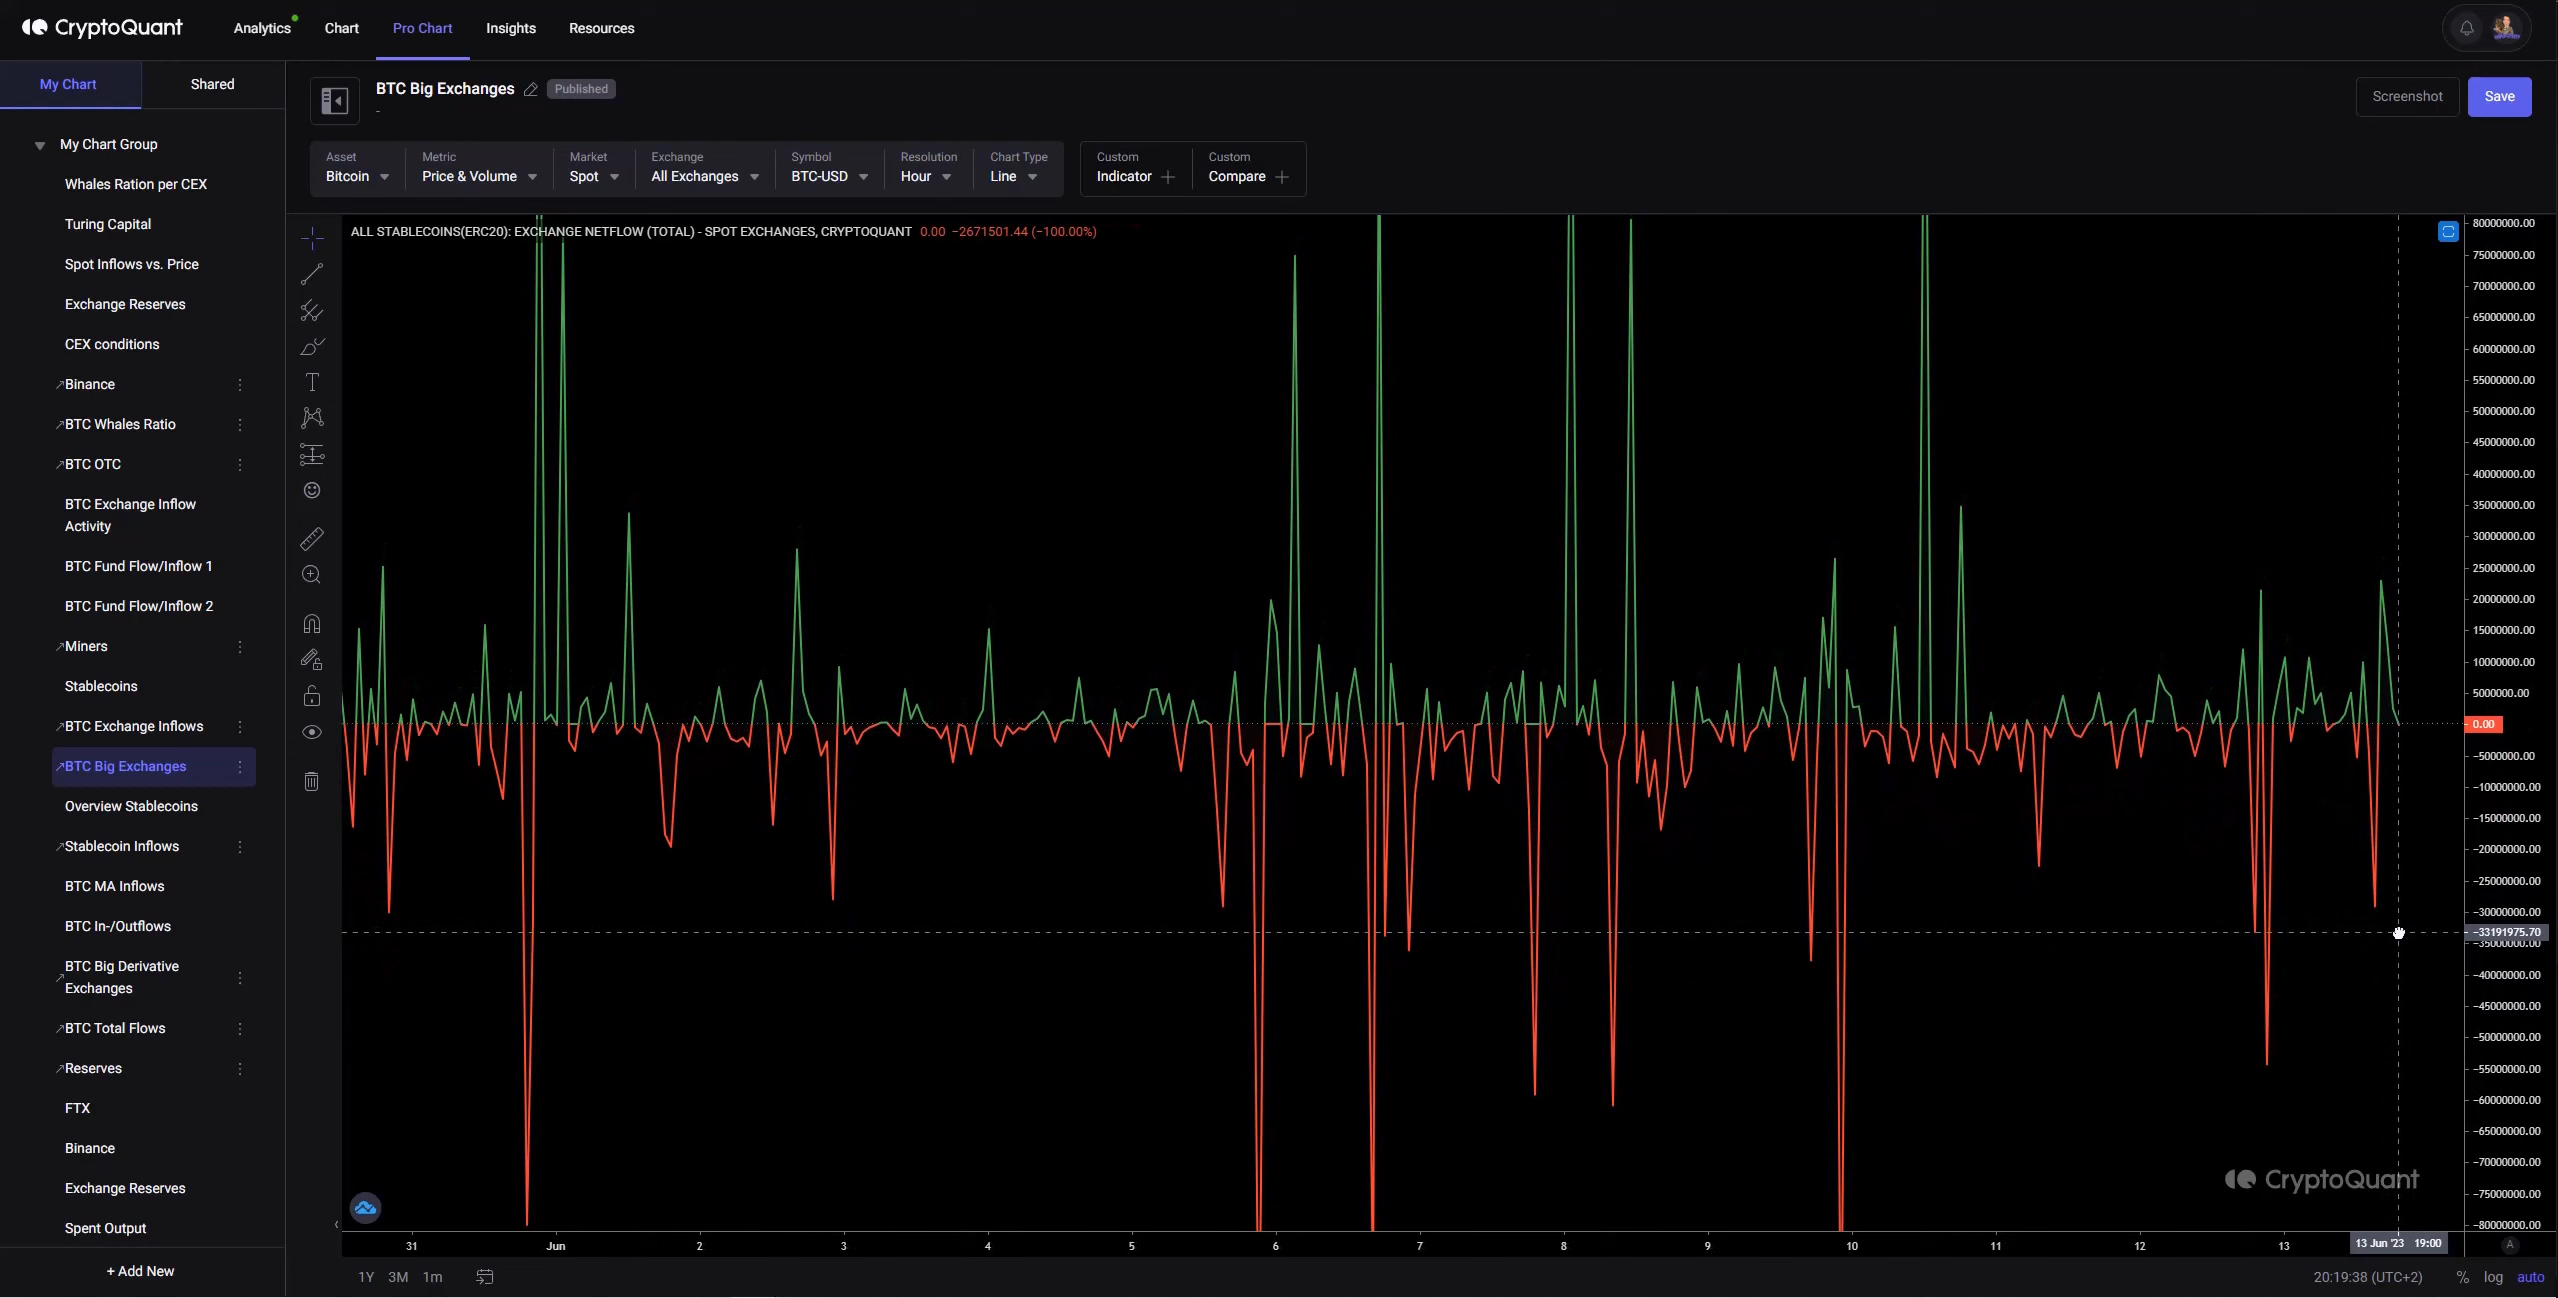 CryptoQuant
Analytics
Chart
Pro Chart
Insights
Resources
My Chart
Shared
BTC Big Exchanges
Published
-
Screenshot
Save
My Chart Group
Whales Ration per CEX
Turing Capital
Spot Inflows vs. Price
Exchange Reserves
CEX conditions
Binance
BTC Whales Ratio
BTC OTC
BTC Exchange Inflow
Activity
BTC Fund Flow/Inflow 1
BTC Fund Flow/Inflow 2
Miners
Stablecoins
BTC Exchange Inflows
BTC Big Exchanges
Overview Stablecoins
Stablecoin Inflows
BTC MA Inflows
BTC In-/Outflows
BTC Big Derivative
Exchanges
BTC Total Flows
Reserves
FTX
Binance
Exchange Reserves
Spent Output
+ Add New
Asset
Bitcoin
Metric
Price & Volume
Market
Spot
Exchange
All Exchanges
Symbol
BTC-USD
Resolution
Hour
Chart Type
Line
Custom
Indicator +
Custom
Compare +
ALL STABLECOINS(ERC20): EXCHANGE NETFLOW (TOTAL) - SPOT EXCHANGES, CRYPTOQUANT 0.00 −2671501.44 (−100.00%)
80000000.00
75000000.00
70000000.00
65000000.00
60000000.00
55000000.00
50000000.00
45000000.00
40000000.00
35000000.00
30000000.00
25000000.00
20000000.00
15000000.00
10000000.00
5000000.00
0.00
−5000000.00
−10000000.00
−15000000.00
−20000000.00
−25000000.00
−30000000.00
−33191975.70
−35000000.00
−40000000.00
−45000000.00
−50000000.00
−55000000.00
−60000000.00
−65000000.00
−70000000.00
−75000000.00
−80000000.00
CryptoQuant
31 Jun 2 3 4 5 6 7 8 9 10 11 12 13
13 Jun '23 19:00
A
1Y 3M 1m
20:19:38 (UTC+2)
% log auto